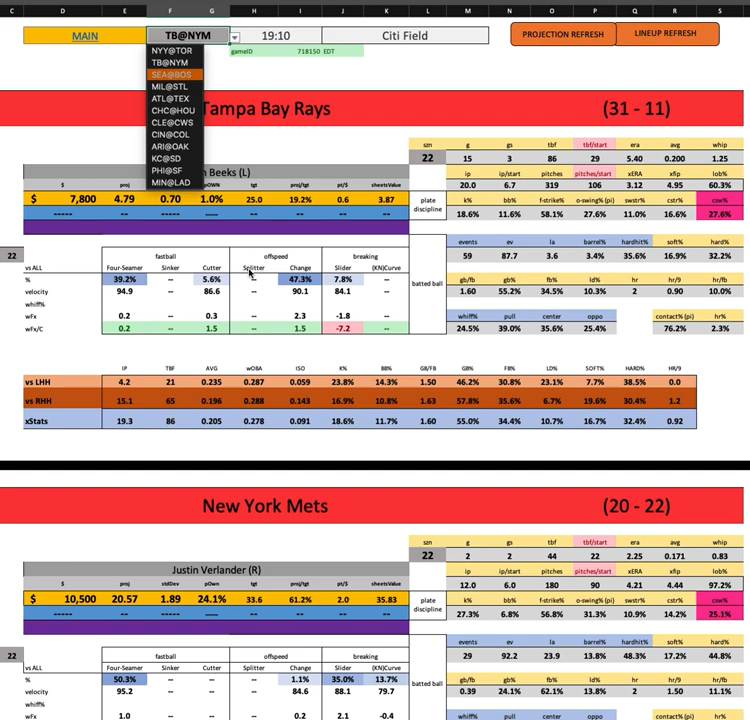 C D E F G H I J K L M N O P Q R S
MAIN TB@NYM 19:10 Citi Field PROJECTION REFRESH LINEUP REFRESH
gameID 718150 EDT
NYY@TOR
TB@NYM
SEA@BOS
MIL@STL
ATL@TEX
CHC@HOU
CLE@CWS
CIN@COL
ARI@OAK
KC@SD
PHI@SF
MIN@LAD
Tampa Bay Rays (31 - 11)
szn g gs tbf tbf/start era avg whip
22 15 3 86 29 5.40 0.200 1.25
Beeks (L) ip ip/start pitches pitches/start xERA xfip lob%
20.0 6.7 319 106 3.12 4.95 60.3%
$ proj pOWN tgt proj/tgt pt/$ sheetsValue
$ 7,800 4.79 0.70 1.0% 25.0 19.2% 0.6 3.87
plate discipline k% bb% f-strike% o-swing% (pi) swstr% cstr% csw%
----- -- -- ---- -- -- -- --
18.6% 11.6% 58.1% 27.6% 11.0% 16.6% 27.6%
22 fastball offspeed breaking
batted ball events ev la barrel% hardhit% soft% hard%
59 87.7 3.6 3.4% 35.6% 16.9% 32.2%
vs ALL Four-Seamer Sinker Cutter Splitter Change Slider (KN)Curve
% 39.2% -- 5.6% -- 47.3% 7.8% --
gb/fb gb% fb% ld% hr hr/9 hr/fb
velocity 94.9 -- 86.6 -- 90.1 84.1 --
1.60 55.2% 34.5% 10.3% 2 0.90 10.0%
whiff%
wFx 0.2 -- 0.3 -- 2.3 -1.8 --
whiff% pull center oppo contact% (pi) hr%
wFx/C 0.2 -- 1.5 -- 1.5 -7.2 --
24.5% 39.0% 35.6% 25.4% 76.2% 2.3%
IP TBF AVG wOBA ISO K% BB% GB/FB GB% FB% LD% SOFT% HARD% HR/9
vs LHH 4.2 21 0.235 0.287 0.059 23.8% 14.3% 1.50 46.2% 30.8% 23.1% 7.7% 38.5% 0.0
vs RHH 15.1 65 0.196 0.288 0.143 16.9% 10.8% 1.63 57.8% 35.6% 6.7% 19.6% 30.4% 1.2
xStats 19.3 86 0.205 0.278 0.091 18.6% 11.7% 1.60 55.0% 34.4% 10.7% 16.7% 32.4% 0.92
New York Mets (20 - 22)
szn g gs tbf tbf/start era avg whip
22 2 2 44 22 2.25 0.171 0.83
Justin Verlander (R) ip ip/start pitches pitches/start xERA xfip lob%
12.0 6.0 180 90 4.21 4.44 97.2%
$ proj stdDev pOwn tgt proj/tgt pt/$ sheetsValue
$ 10,500 20.57 1.89 24.1% 33.6 61.2% 2.0 35.83
plate discipline k% bb% f-strike% o-swing% (pi) swstr% cstr% csw%
----- -- -- ---- -- -- -- --
27.3% 6.8% 56.8% 31.3% 10.9% 14.2% 25.1%
22 fastball offspeed breaking
batted ball events ev la barrel% hardhit% soft% hard%
29 92.2 23.9 13.8% 48.3% 17.2% 44.8%
vs ALL Four-Seamer Sinker Cutter Splitter Change Slider (KN)Curve
% 50.3% -- -- -- 1.1% 35.0% 13.7%
gb/fb gb% fb% ld% hr hr/9 hr/fb
velocity 95.2 -- -- -- 84.6 88.1 79.7
0.39 24.1% 62.1% 13.8% 2 1.50 11.1%
whiff%
wFx 1.0 -- -- -- 0.2 2.1 -0.4
whiff% pull center oppo contact% (pi) hr%